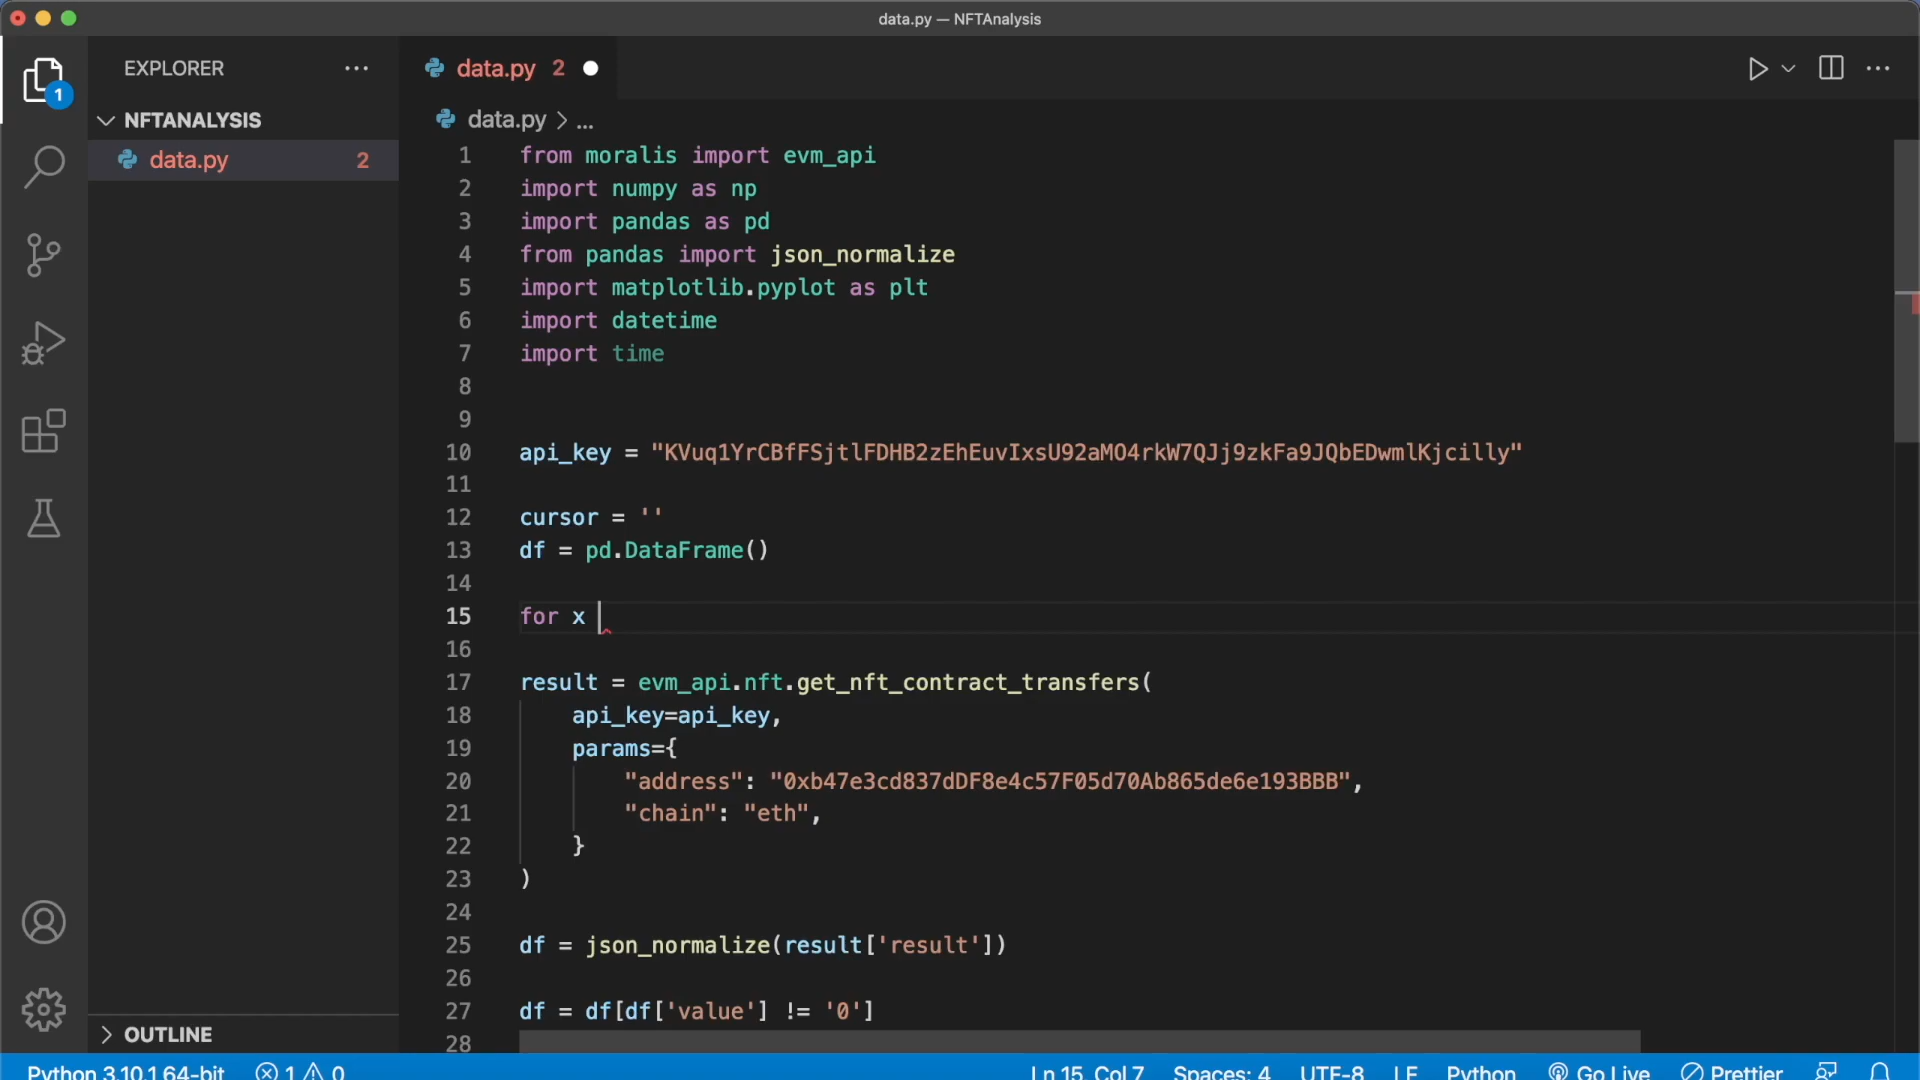 data.py — NFTAnalysis
EXPLORER
NFTANALYSIS
data.py 2
OUTLINE
1
data.py 2
data.py > ...
1 from moralis import evm_api
2 import numpy as np
3 import pandas as pd
4 from pandas import json_normalize
5 import matplotlib.pyplot as plt
6 import datetime
7 import time
8
9
10 api_key = "KVuq1YrCBfFSjtlFDHB2zEhEuvIxsU92aMO4rkW7QJj9zkFa9JQbEDwmlKjcilly"
11
12 cursor = ''
13 df = pd.DataFrame()
14
15 for x
16
17 result = evm_api.nft.get_nft_contract_transfers(
18 api_key=api_key,
19 params={
20 "address": "0xb47e3cd837dDF8e4c57F05d70Ab865de6e193BBB",
21 "chain": "eth",
22 }
23 )
24
25 df = json_normalize(result['result'])
26
27 df = df[df['value'] != '0']
28
Python 3.10.1 64-bit 1 0 Ln 15, Col 7 Spaces: 4 UTF-8 LF Python Go Live Prettier